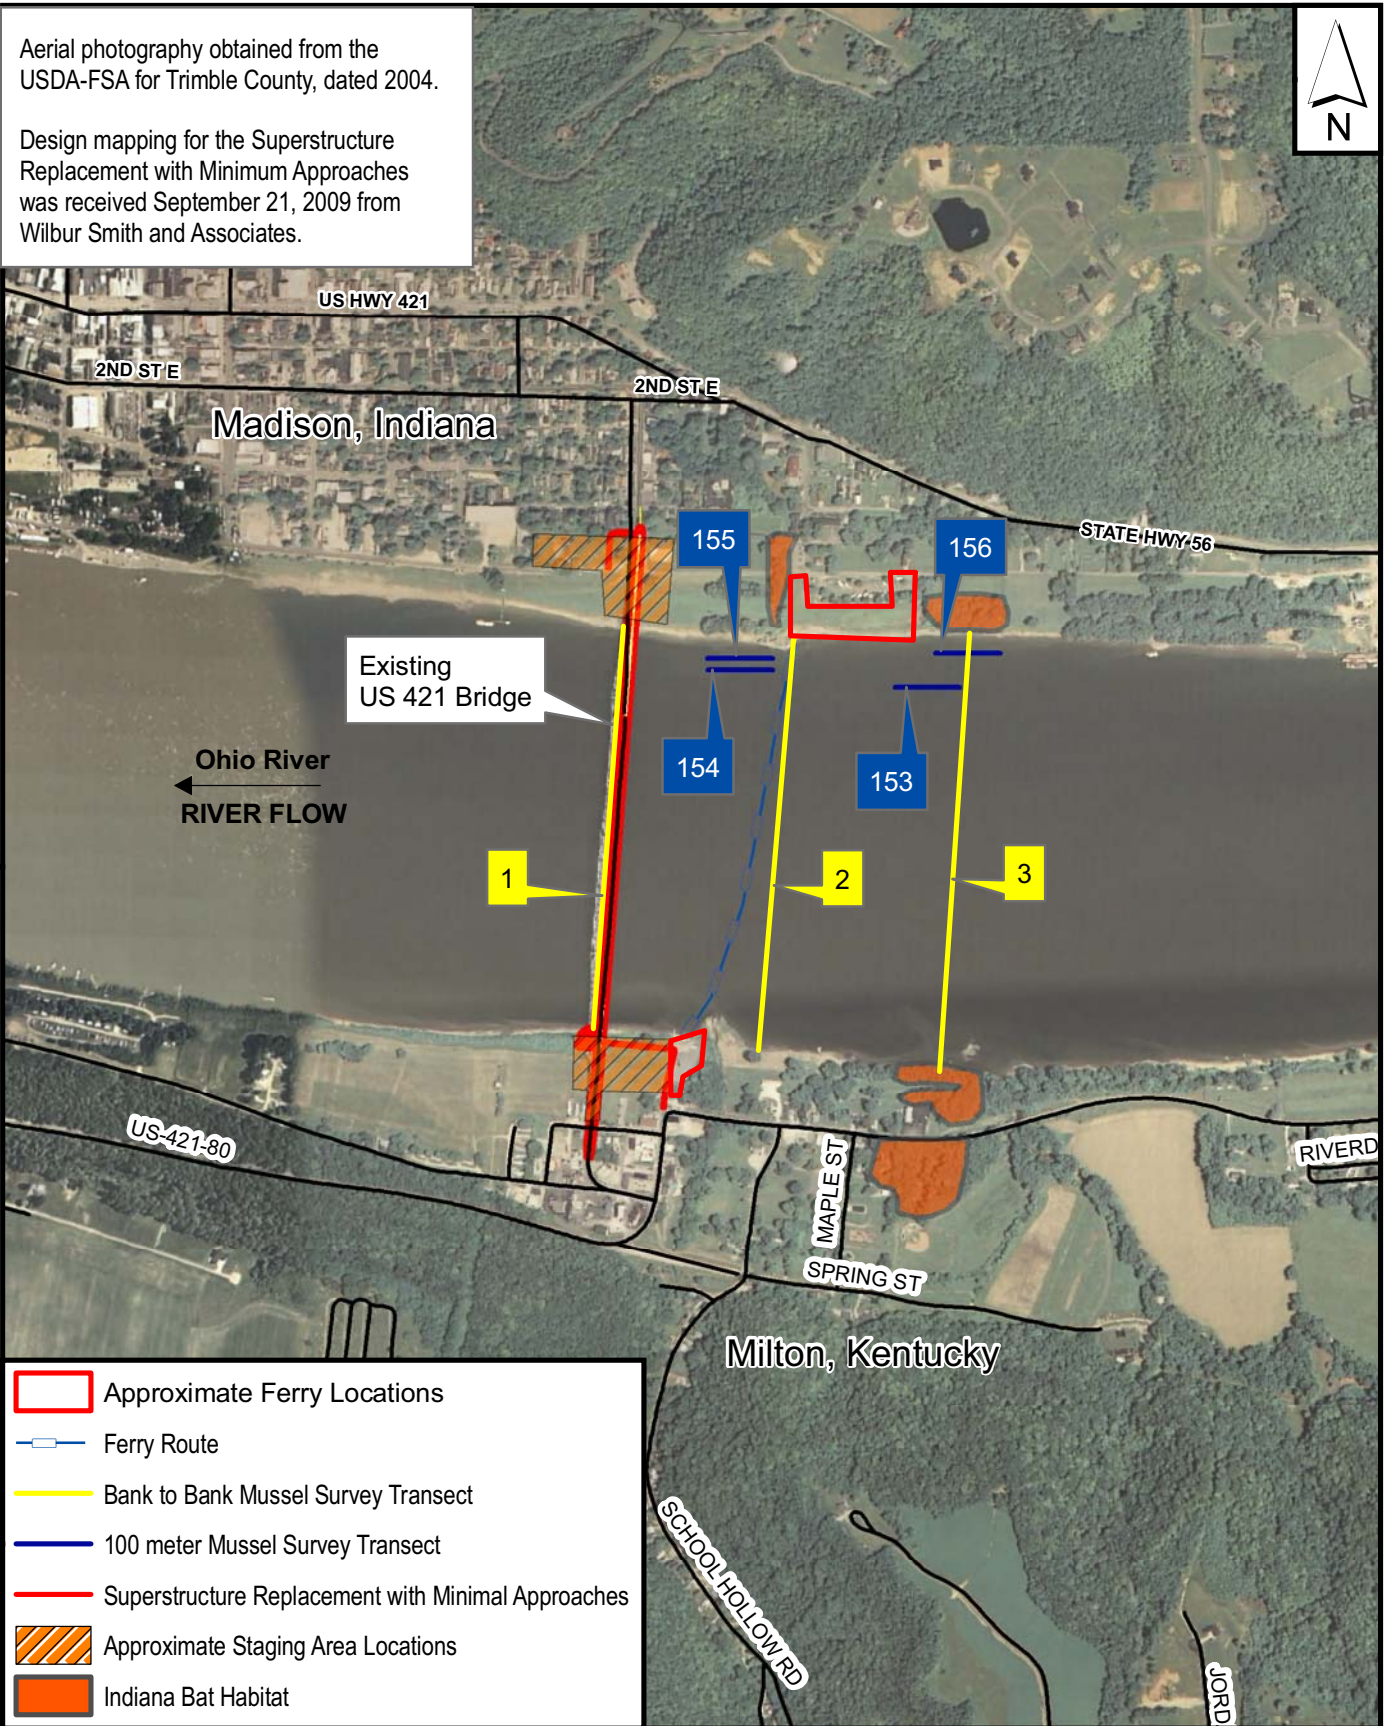 Aerial photography obtained from the
USDA-FSA for Trimble County, dated 2004.
Design mapping for the Superstructure
Replacement with Minimum Approaches
was received September 21, 2009 from
Wilbur Smith and Associates.
N
US HWY 421
2ND ST E
2ND ST E
Madison, Indiana
STATE HWY 56
155
156
Existing
US 421 Bridge
154
153
Ohio River
RIVER FLOW
1
2
3
US-421-80
MAPLE ST
RIVERD
SPRING ST
Milton, Kentucky
SCHOOL HOLLOW RD
JORD
Approximate Ferry Locations
Ferry Route
Bank to Bank Mussel Survey Transect
100 meter Mussel Survey Transect
Superstructure Replacement with Minimal Approaches
Approximate Staging Area Locations
Indiana Bat Habitat